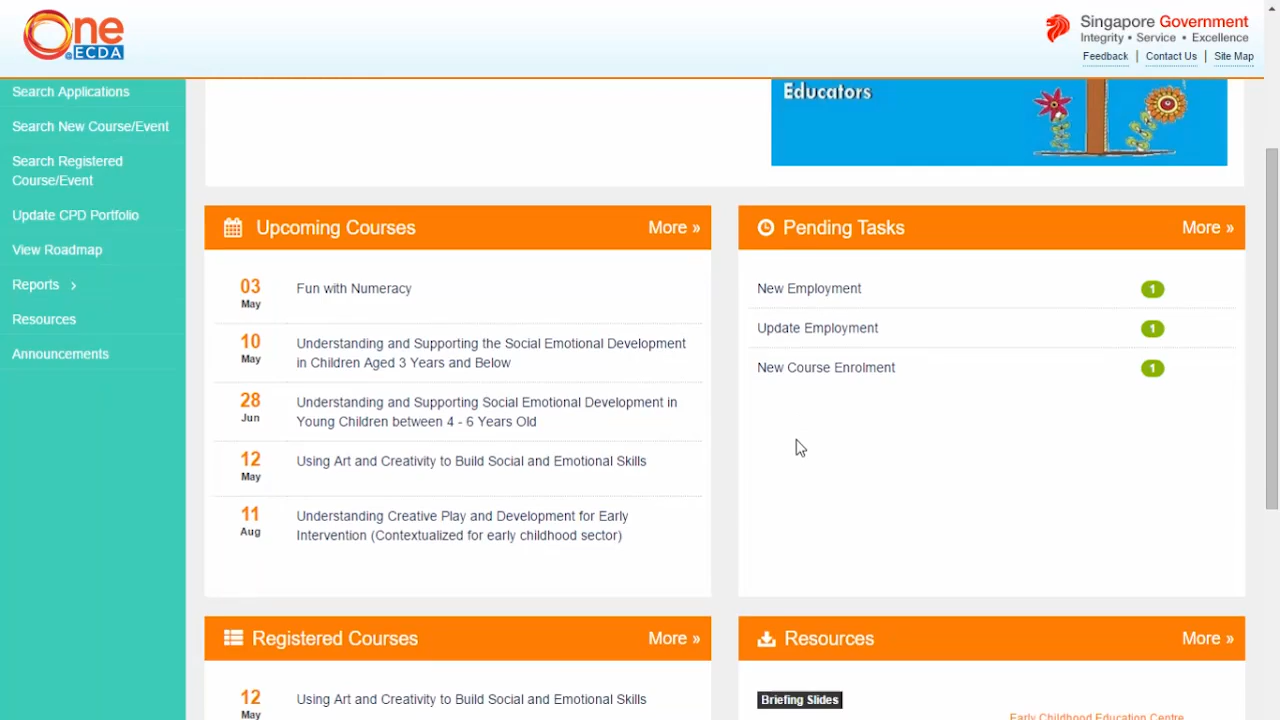 One
@ECDA
Singapore Government
Integrity • Service • Excellence
Feedback | Contact Us | Site Map
Search Applications
Search New Course/Event
Search Registered
Course/Event
Update CPD Portfolio
View Roadmap
Reports ›
Resources
Announcements
Educators
Upcoming Courses
More »
03
May
Fun with Numeracy
10
May
Understanding and Supporting the Social Emotional Development
in Children Aged 3 Years and Below
28
Jun
Understanding and Supporting Social Emotional Development in
Young Children between 4 - 6 Years Old
12
May
Using Art and Creativity to Build Social and Emotional Skills
11
Aug
Understanding Creative Play and Development for Early
Intervention (Contextualized for early childhood sector)
Pending Tasks
More »
New Employment 1
Update Employment 1
New Course Enrolment 1
Registered Courses
More »
12
May
Using Art and Creativity to Build Social and Emotional Skills
Resources
More »
Briefing Slides
Early Childhood Education Centre